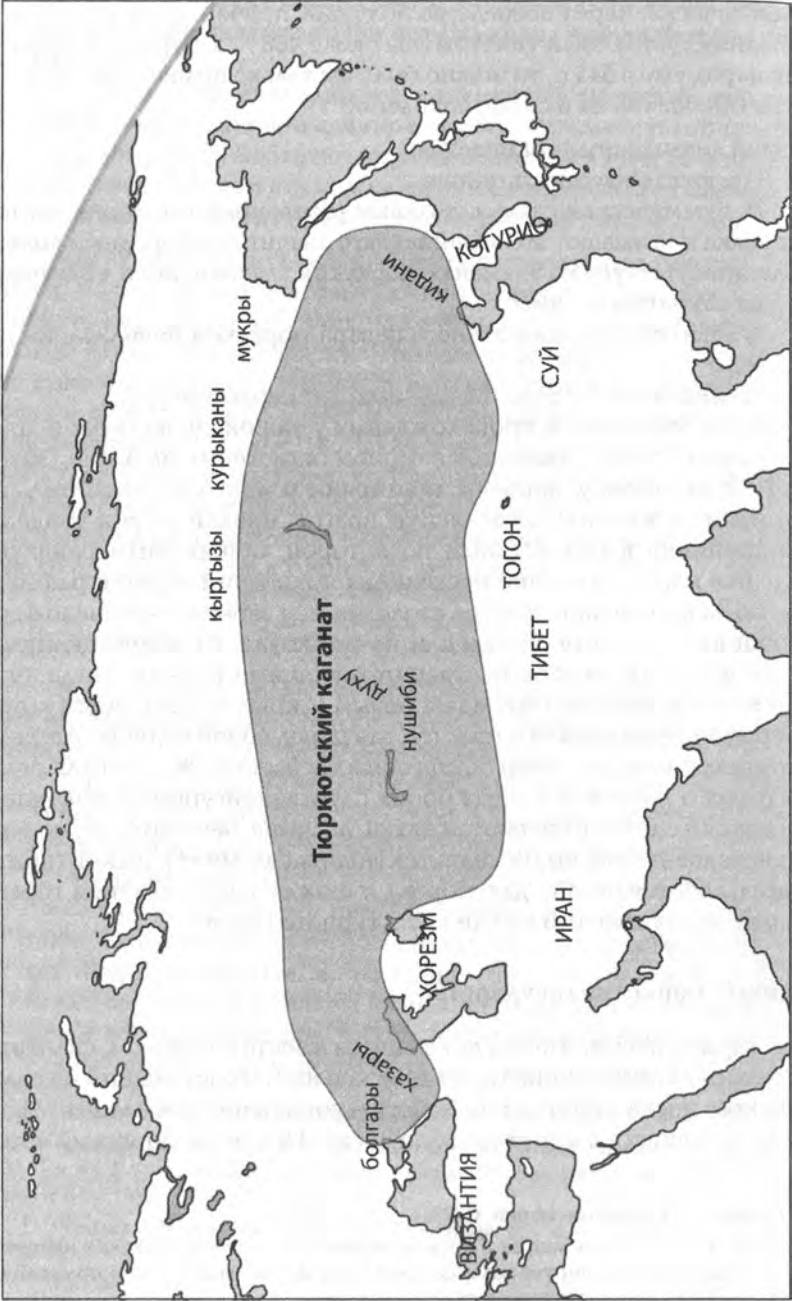 кыргызы
курыканы
мукры
Тюркютский каганат
дулу
нушиби
кидани
КОГУРИО
болгары
хазары
ХОРЕЗМ
СУЙ
ТОГОН
ТИБЕТ
ИРАН
ВИЗАНТИЯ